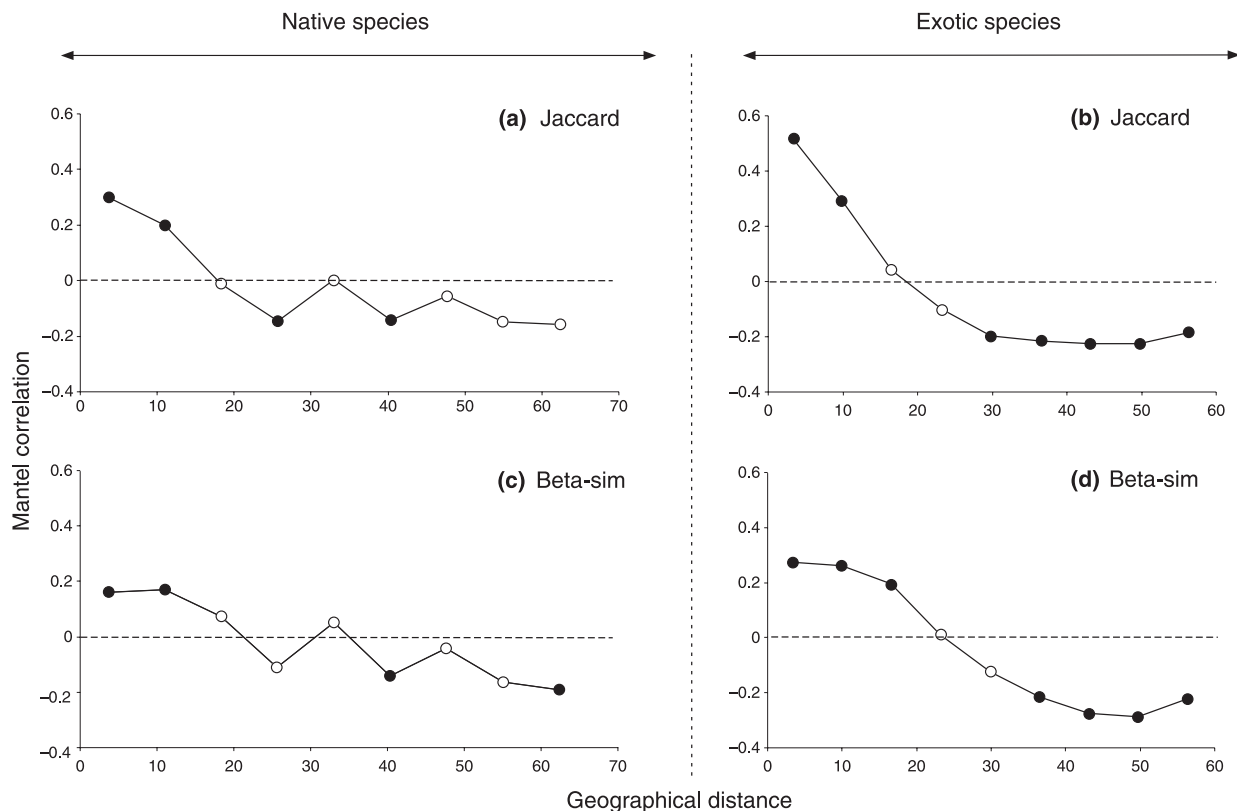 Native species
Exotic species
(a) Jaccard
0.6
0.4
0.2
0
–0.2
–0.4
0 10 20 30 40 50 60 70
(b) Jaccard
0.6
0.4
0.2
0
–0.2
–0.4
0 10 20 30 40 50 60
(c) Beta-sim
0.6
0.4
0.2
0
–0.2
–0.4
0 10 20 30 40 50 60 70
(d) Beta-sim
0.6
0.4
0.2
0
–0.2
–0.4
0 10 20 30 40 50 60
Mantel correlation
Geographical distance